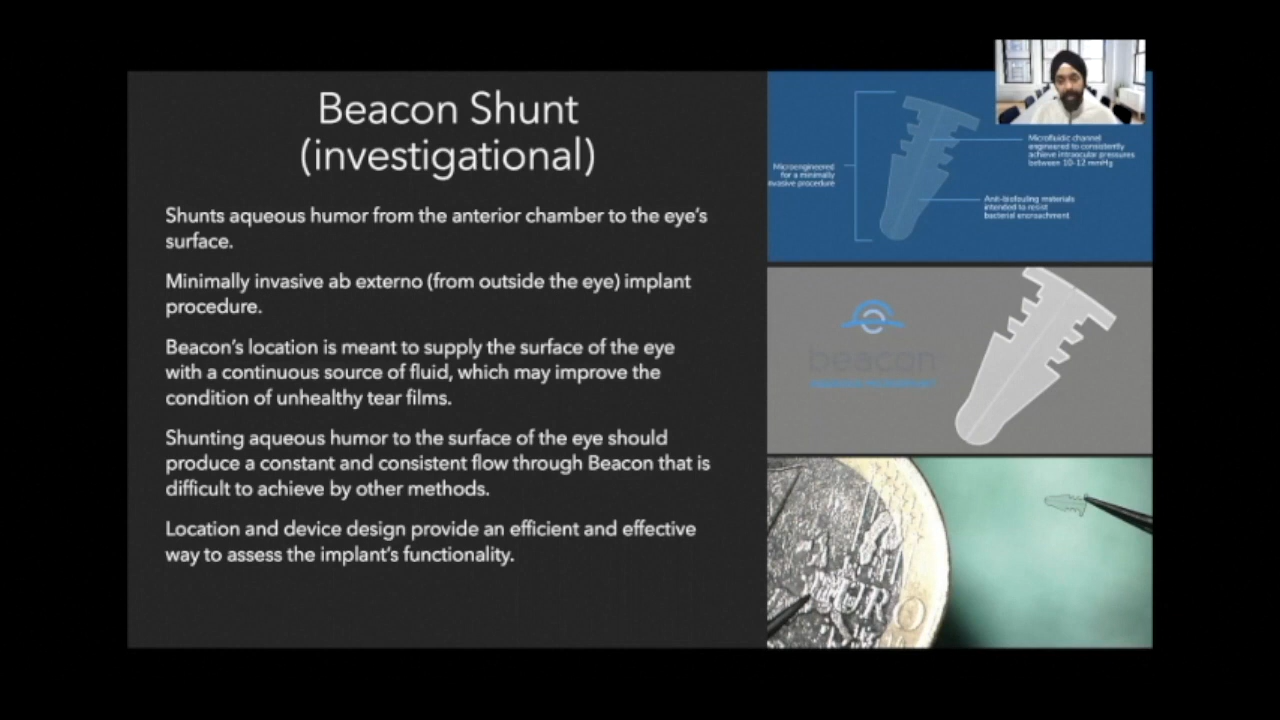 Beacon Shunt
(investigational)
Shunts aqueous humor from the anterior chamber to the eye's
surface.
Minimally invasive ab externo (from outside the eye) implant
procedure.
Beacon's location is meant to supply the surface of the eye
with a continuous source of fluid, which may improve the
condition of unhealthy tear films.
Shunting aqueous humor to the surface of the eye should
produce a constant and consistent flow through Beacon that is
difficult to achieve by other methods.
Location and device design provide an efficient and effective
way to assess the implant's functionality.
Microengineered
for a minimally
invasive procedure
Microfluidic channel
engineered to consistently
achieve intraocular pressures
between 10-12 mmHg
Anti-biofouling materials
intended to resist
bacterial encroachment
beacon
EURO